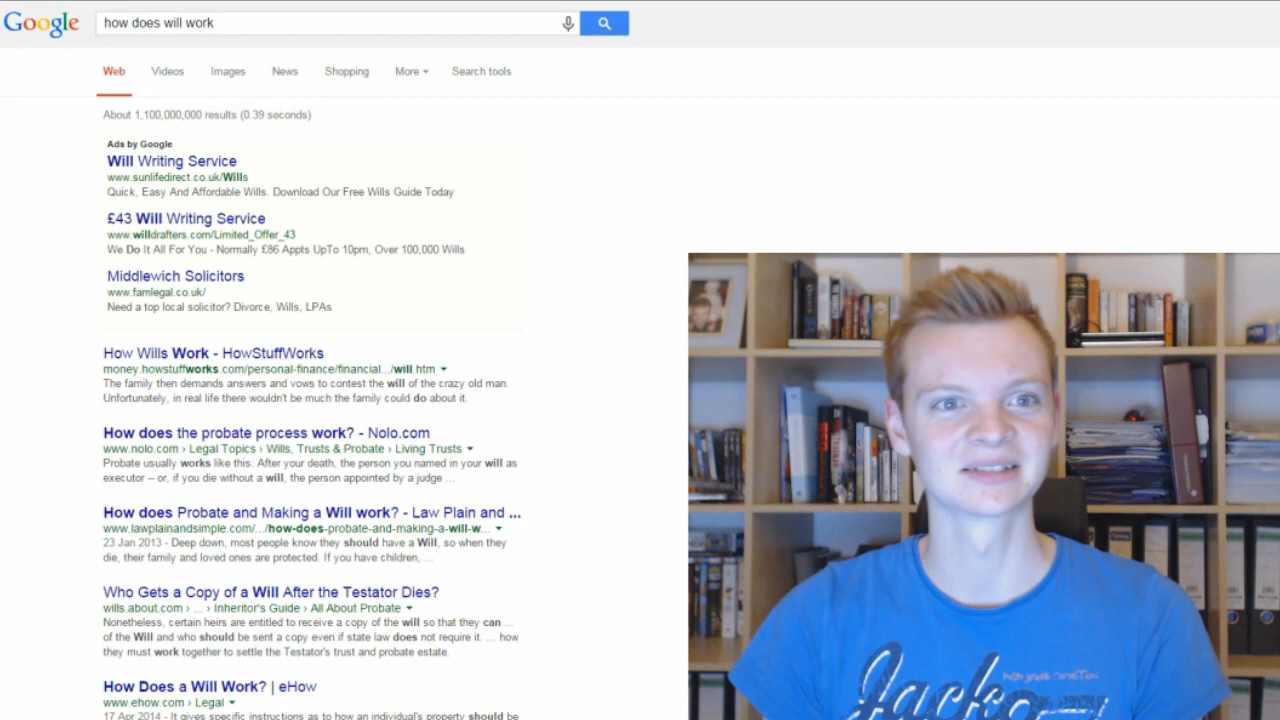 Google
how does will work
Web Videos Images News Shopping More Search tools
About 1,100,000,000 results (0.39 seconds)
Ads by Google
Will Writing Service
www.sunlifedirect.co.uk/Wills
Quick, Easy And Affordable Wills. Download Our Free Wills Guide Today
£43 Will Writing Service
www.willdrafters.com/Limited_Offer_43
We Do It All For You - Normally £86 Appts UpTo 10pm, Over 100,000 Wills
Middlewich Solicitors
www.famlegal.co.uk/
Need a top local solicitor? Divorce, Wills, LPAs
How Wills Work - HowStuffWorks
money.howstuffworks.com/personal-finance/financial.../will.htm
The family then demands answers and vows to contest the will of the crazy old man.
Unfortunately, in real life there wouldn't be much the family could do about it.
How does the probate process work? - Nolo.com
www.nolo.com › Legal Topics › Wills, Trusts & Probate › Living Trusts
Probate usually works like this: After your death, the person you named in your will as
executor -- or, if you die without a will, the person appointed by a judge ...
How does Probate and Making a Will work? - Law Plain and ...
www.lawplainandsimple.com/.../how-does-probate-and-making-a-will-w...
23 Jan 2013 - Deep down, most people know they should have a Will, so when they
die, their family and loved ones are protected. If you have children, ...
Who Gets a Copy of a Will After the Testator Dies?
wills.about.com › ... › Inheritor's Guide › All About Probate
Nonetheless, certain heirs are entitled to receive a copy of the will so that they can ...
of the Will and who should be sent a copy even if state law does not require it. ... how
they must work together to settle the Testator's trust and probate estate.
How Does a Will Work? | eHow
www.ehow.com › Legal
17 Apr 2014 - It gives specific instructions as to how an individual's property should be
Jack